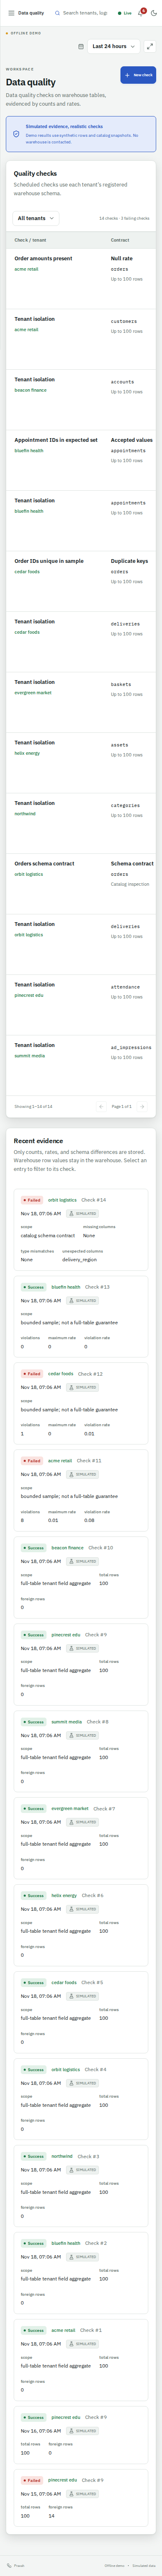 Data quality
Search tenants, logs
Live
6
OFFLINE DEMO
Last 24 hours
WORKSPACE
Data quality
Quality checks on data in warehouses,
evidenced by counts and rates.
New check
Simulated evidence, realistic checks
Demo results use synthetic rows and catalog snapshots. No
warehouse is contacted.
Quality checks
Scheduled checks use each tenant's registered
warehouse schema.
All tenants
14 checks · 3 failing checks
Check / tenant Contract
Order amounts present Null rate
acme retail orders
Up to 100 rows
Tenant isolation customers
acme retail Up to 100 rows
Tenant isolation accounts
beacon finance Up to 100 rows
Appointment IDs in expected set Accepted values
bluefin health appointments
Up to 100 rows
Tenant isolation appointments
bluefin health Up to 100 rows
Order IDs unique in sample Duplicate keys
cedar foods orders
Up to 100 rows
Tenant isolation deliveries
cedar foods Up to 100 rows
Tenant isolation baskets
evergreen market Up to 100 rows
Tenant isolation assets
helix energy Up to 100 rows
Tenant isolation categories
northwind Up to 100 rows
Orders schema contract Schema contract
orbit logistics orders
Catalog inspection
Tenant isolation deliveries
orbit logistics Up to 100 rows
Tenant isolation attendance
pinecrest edu Up to 100 rows
Tenant isolation ad_impressions
summit media Up to 100 rows
Showing 1–14 of 14 Page 1 of 1
Recent evidence
Only counts, rates, and schema differences are stored.
Warehouse row values stay in the warehouse. Select an
entry to filter to its check.
Failed orbit logistics Check #14
Nov 18, 07:06 AM SIMULATED
scope missing columns
catalog schema contract None
type mismatches unexpected columns
None delivery_region
Success bluefin health Check #13
Nov 18, 07:06 AM SIMULATED
scope
bounded sample; not a full-table guarantee
violations maximum rate violation rate
0 0 0
Failed cedar foods Check #12
Nov 18, 07:06 AM SIMULATED
scope
bounded sample; not a full-table guarantee
violations maximum rate violation rate
1 0 0.01
Failed acme retail Check #11
Nov 18, 07:06 AM SIMULATED
scope
bounded sample; not a full-table guarantee
violations maximum rate violation rate
8 0.01 0.08
Success beacon finance Check #10
Nov 18, 07:06 AM SIMULATED
scope total rows
full-table tenant field aggregate 100
foreign rows
0
Success pinecrest edu Check #9
Nov 18, 07:06 AM SIMULATED
scope total rows
full-table tenant field aggregate 100
foreign rows
0
Success summit media Check #8
Nov 18, 07:06 AM SIMULATED
scope total rows
full-table tenant field aggregate 100
foreign rows
0
Success evergreen market Check #7
Nov 18, 07:06 AM SIMULATED
scope total rows
full-table tenant field aggregate 100
foreign rows
0
Success helix energy Check #6
Nov 18, 07:06 AM SIMULATED
scope total rows
full-table tenant field aggregate 100
foreign rows
0
Success cedar foods Check #5
Nov 18, 07:06 AM SIMULATED
scope total rows
full-table tenant field aggregate 100
foreign rows
0
Success orbit logistics Check #4
Nov 18, 07:06 AM SIMULATED
scope total rows
full-table tenant field aggregate 100
foreign rows
0
Success northwind Check #3
Nov 18, 07:06 AM SIMULATED
scope total rows
full-table tenant field aggregate 100
foreign rows
0
Success bluefin health Check #2
Nov 18, 07:06 AM SIMULATED
scope total rows
full-table tenant field aggregate 100
foreign rows
0
Success acme retail Check #1
Nov 18, 07:06 AM SIMULATED
scope total rows
full-table tenant field aggregate 100
foreign rows
0
Success pinecrest edu Check #9
Nov 16, 07:06 AM SIMULATED
total rows foreign rows
100 0
Failed pinecrest edu Check #9
Nov 15, 07:06 AM SIMULATED
total rows foreign rows
100 14
Offline demo · Simulated data